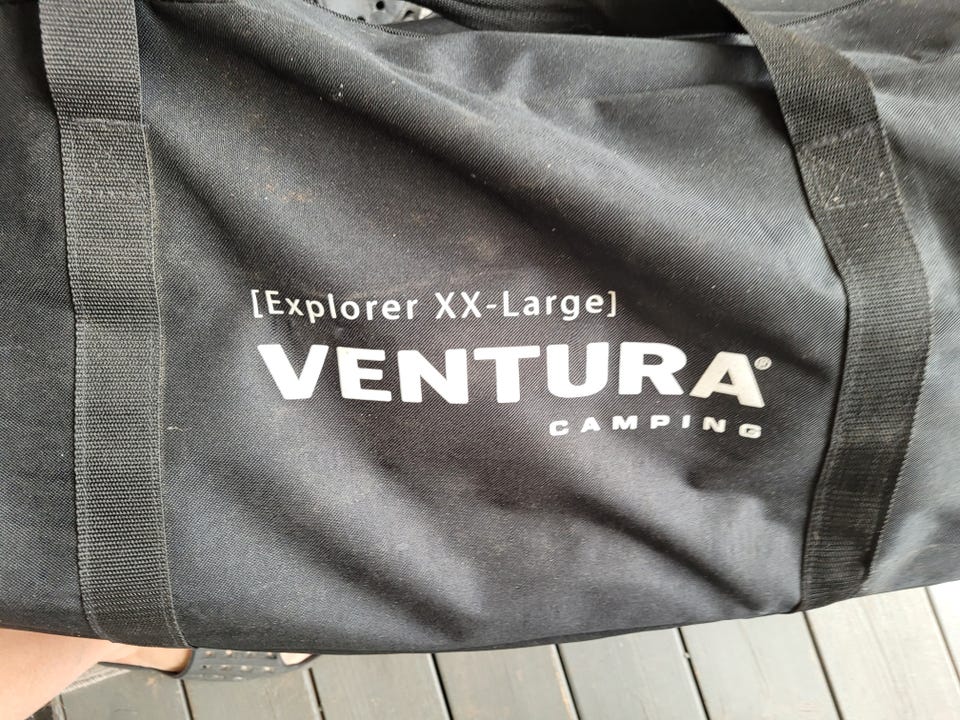 [Explorer XX-Large]
VENTURA®
CAMPING